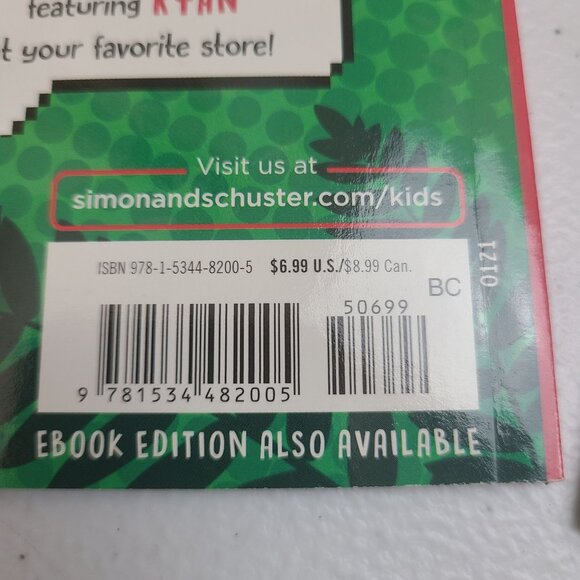 featuring RYAN
t your favorite store!
Visit us at
simonandschuster.com/kids
ISBN 978-1-5344-8200-5 $6.99 U.S./$8.99 Can.
BC
50699
9 781534 482005
0121
EBOOK EDITION ALSO AVAILABLE